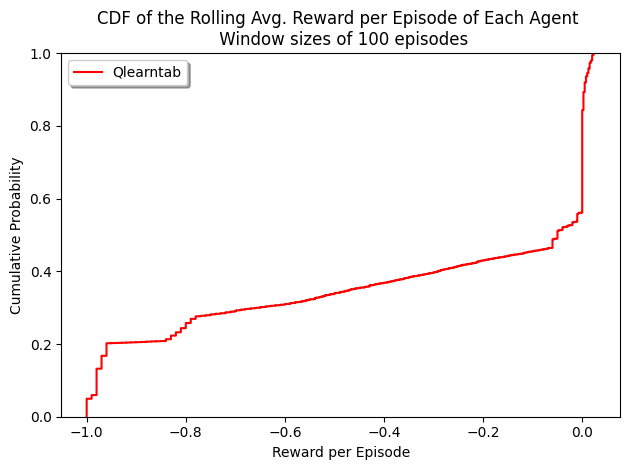 CDF of the Rolling Avg. Reward per Episode of Each Agent
Window sizes of 100 episodes
Qlearntab
Cumulative Probability
1.0
0.8
0.6
0.4
0.2
0.0
−1.0 −0.8 −0.6 −0.4 −0.2 0.0
Reward per Episode